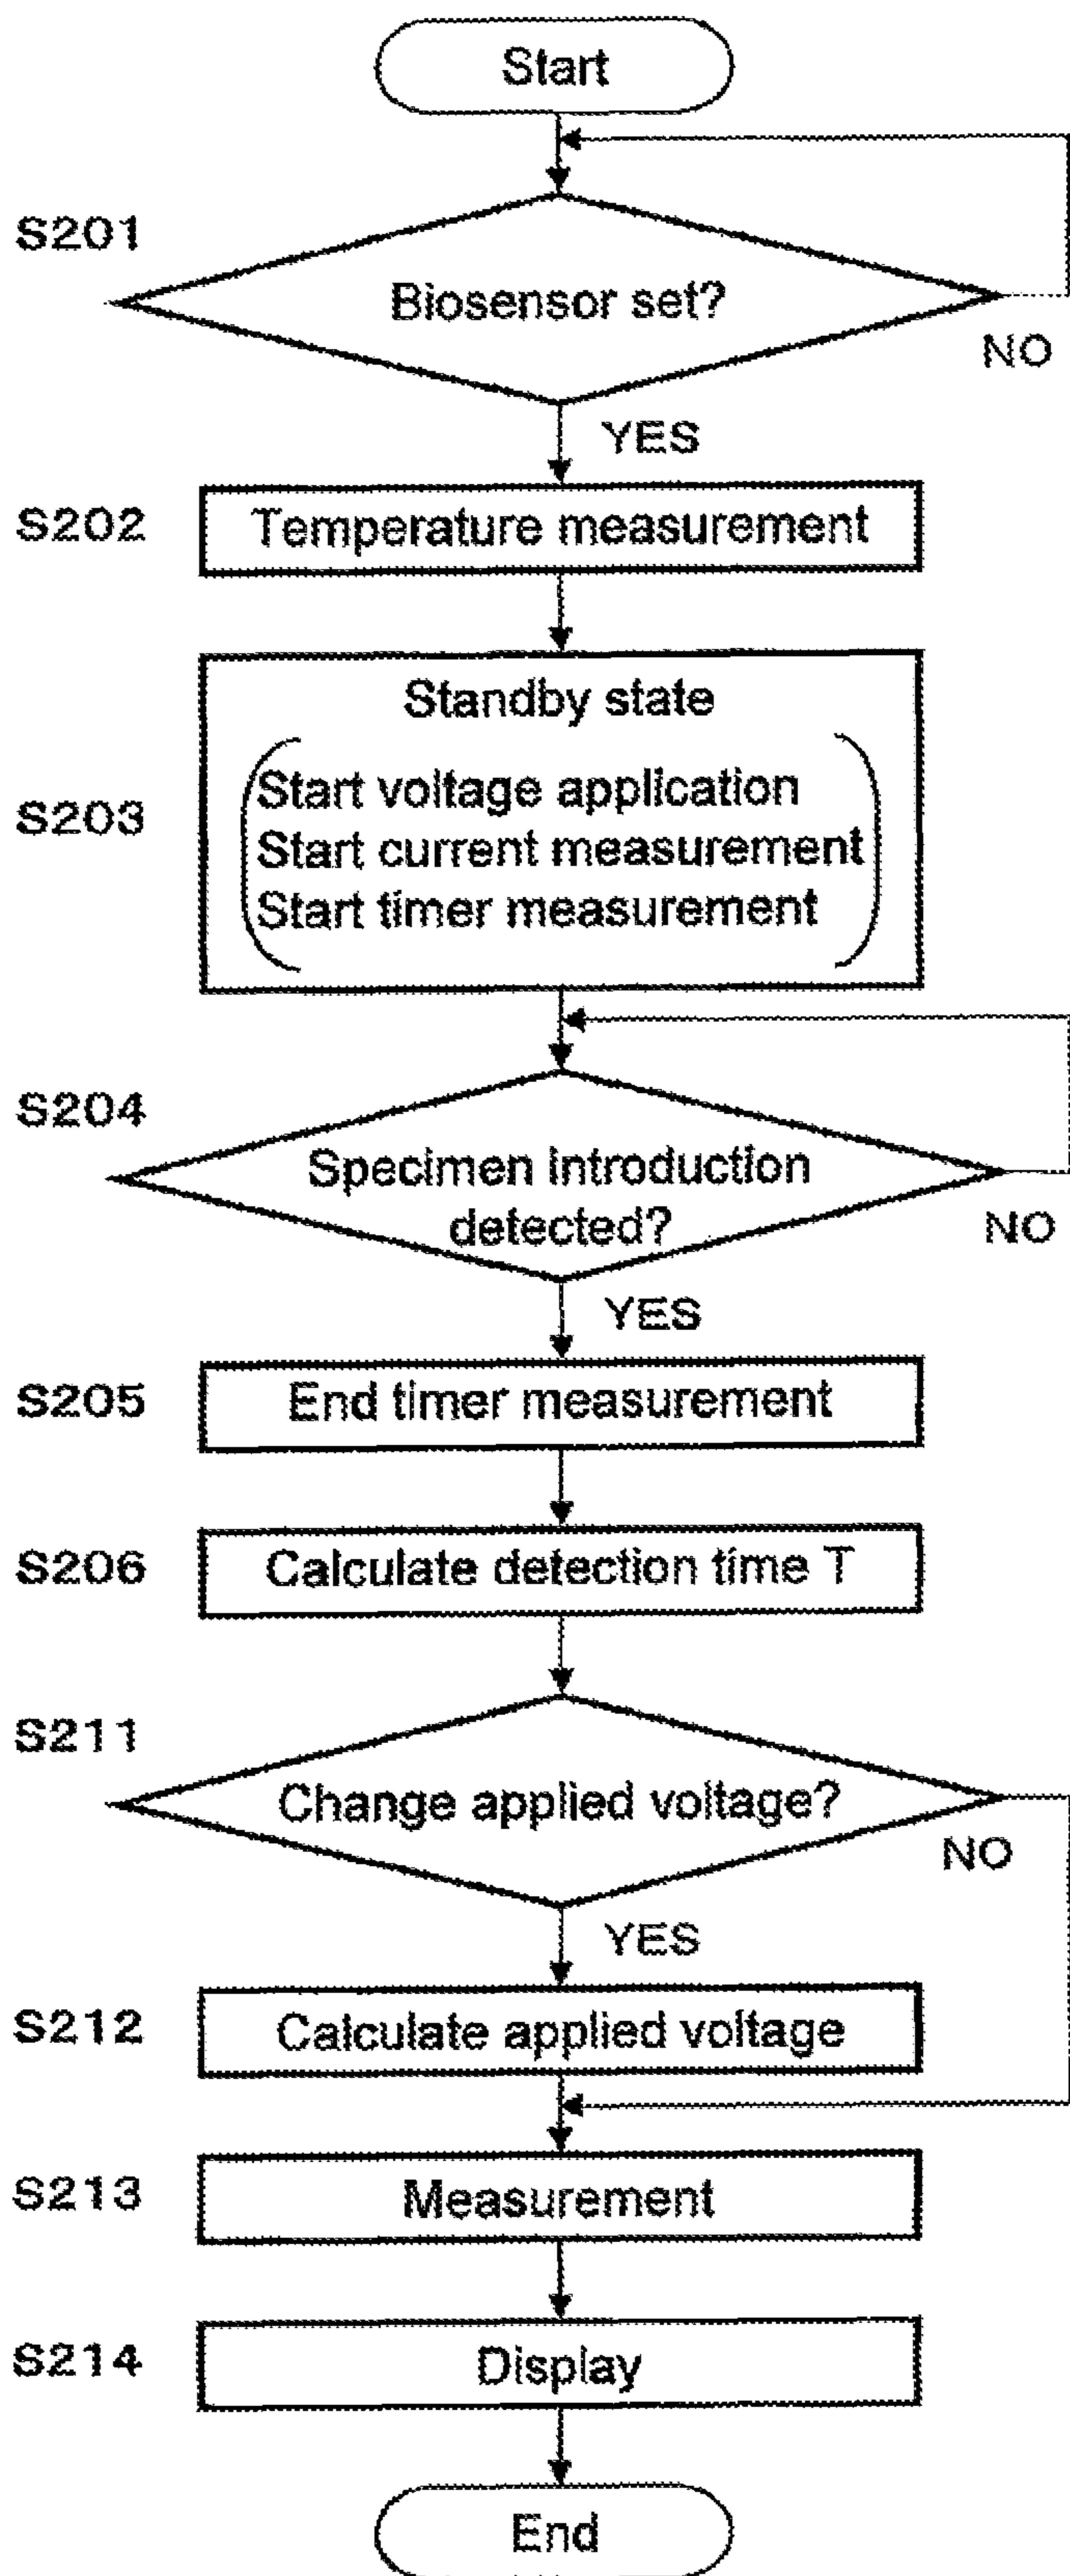 Start
S201
Biosensor set?
NO
YES
S202
Temperature measurement
Standby state
S203
Start voltage application
Start current measurement
Start timer measurement
S204
Specimen introduction
detected?
NO
YES
S205
End timer measurement
S206
Calculate detection time T
S211
Change applied voltage?
NO
YES
S212
Calculate applied voltage
S213
Measurement
S214
Display
End